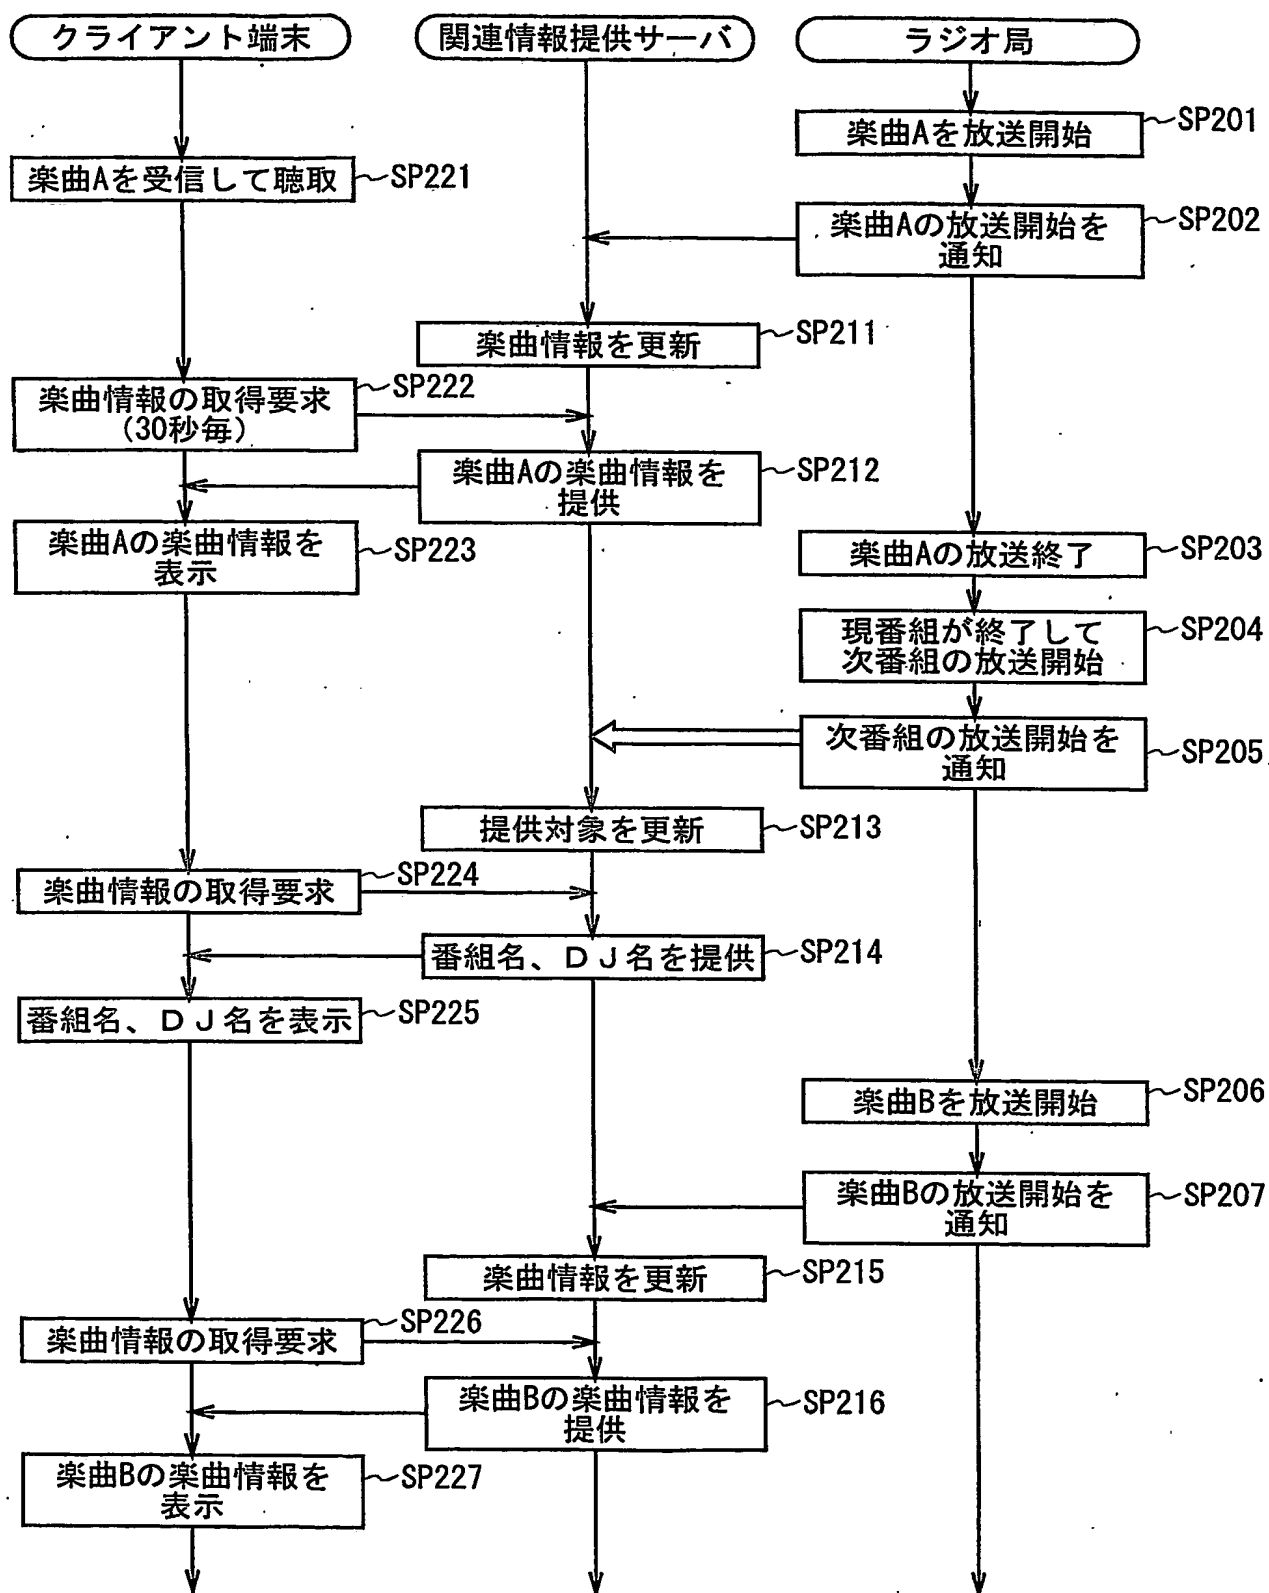 クライアント端末
関連情報提供サーバ
ラジオ局
楽曲Aを放送開始
SP201
楽曲Aを受信して聴取
SP221
楽曲Aの放送開始を
通知
SP202
楽曲情報を更新
SP211
楽曲情報の取得要求
(30秒毎)
SP222
楽曲Aの楽曲情報を
提供
SP212
楽曲Aの楽曲情報を
表示
SP223
楽曲Aの放送終了
SP203
現番組が終了して
次番組の放送開始
SP204
次番組の放送開始を
通知
SP205
提供対象を更新
SP213
楽曲情報の取得要求
SP224
番組名、DJ名を提供
SP214
番組名、DJ名を表示
SP225
楽曲Bを放送開始
SP206
楽曲Bの放送開始を
通知
SP207
楽曲情報を更新
SP215
楽曲情報の取得要求
SP226
楽曲Bの楽曲情報を
提供
SP216
楽曲Bの楽曲情報を
表示
SP227